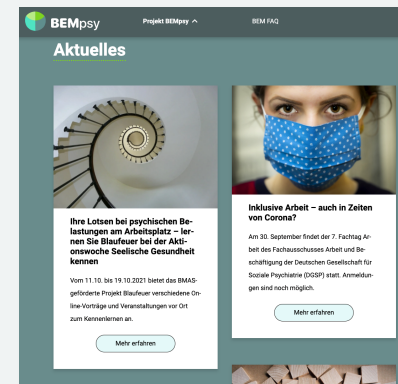 BEMpsy
Projekt BEMpsy
BEM FAQ
Aktuelles
Ihre Lotsen bei psychischen Be-
lastungen am Arbeitsplatz – ler-
nen Sie Blaufeuer bei der Akti-
onswoche Seelische Gesundheit
kennen
Vom 11.10. bis 19.10.2021 bietet das BMAS-
geförderte Projekt Blaufeuer verschiedene On-
line-Vorträge und Veranstaltungen vor Ort
zum Kennenlernen an.
Mehr erfahren
Inklusive Arbeit – auch in Zeiten
von Corona?
Am 30. September findet der 7. Fachtag Ar-
beit des Fachausschusses Arbeit und Be-
schäftigung der Deutschen Gesellschaft für
Soziale Psychiatrie (DGSP) statt. Anmeldun-
gen sind noch möglich.
Mehr erfahren